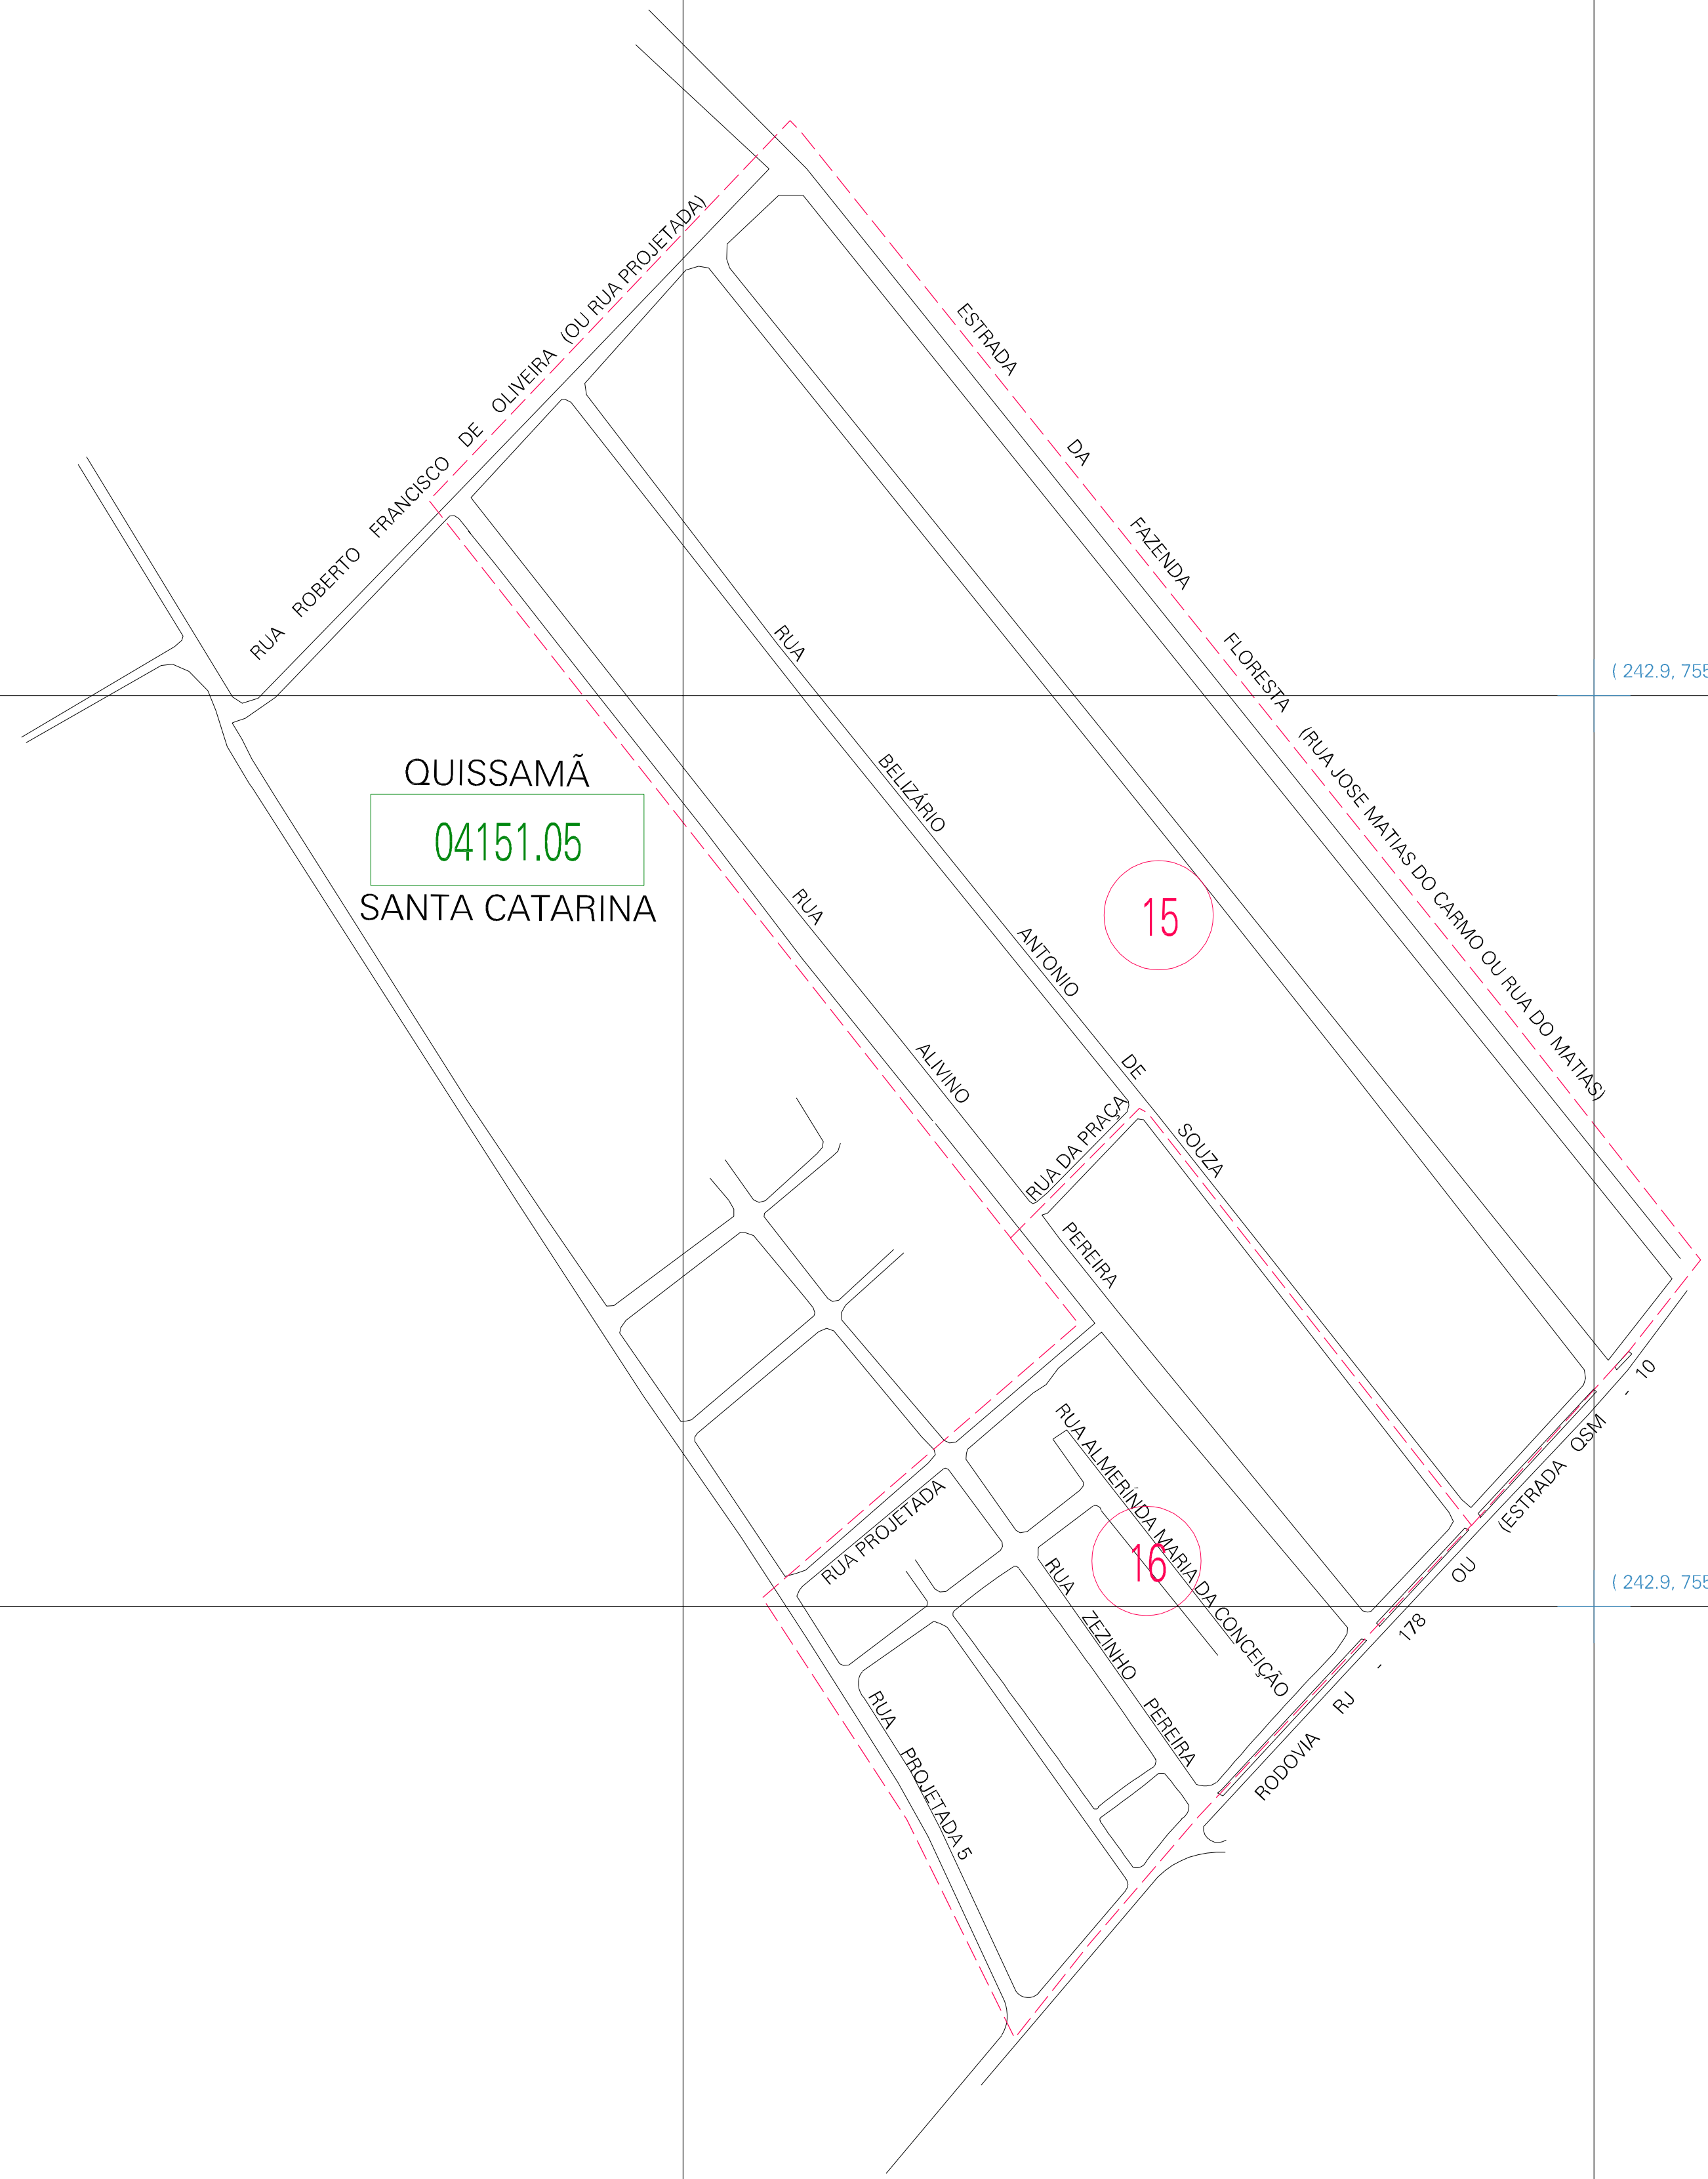 RUA ROBERTO FRANCISCO DE OLIVEIRA (OU RUA PROJETADA)
ESTRADA DA FAZENDA FLORESTA (RUA JOSE MATIAS DO CARMO OU RUA DO MATIAS)
( 242.9, 755
QUISSAMÃ
04151.05
SANTA CATARINA
RUA BELIZÁRIO ANTONIO DE SOUZA
15
RUA ALIVINO PEREIRA
RUA DA PRAÇA
RUA ALMERINDA MARIA DA CONCEIÇÃO
16
RUA PROJETADA
RUA ZEZINHO PEREIRA
( 242.9, 755
RUA PROJETADA 5
RODOVIA RJ - 178 OU (ESTRADA QSM - 10